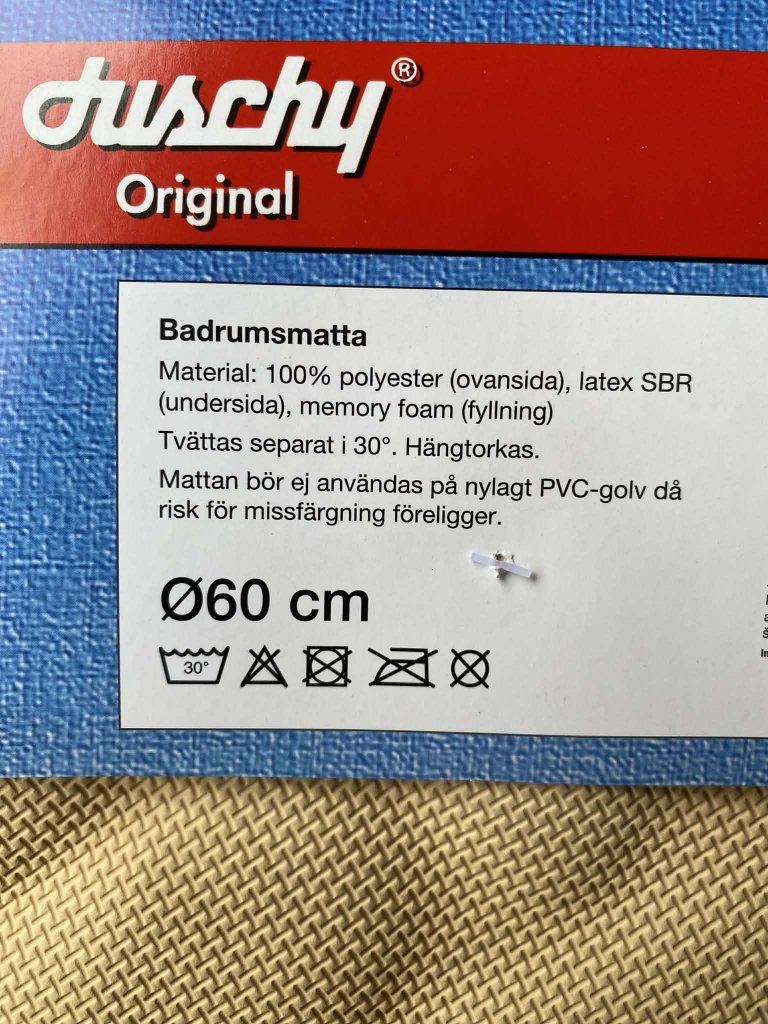 duschy®
Original
Badrumsmatta
Material: 100% polyester (ovansida), latex SBR
(undersida), memory foam (fyllning)
Tvättas separat i 30°. Hängtorkas.
Mattan bör ej användas på nylagt PVC-golv då
risk för missfärgning föreligger.
Ø60 cm
30°